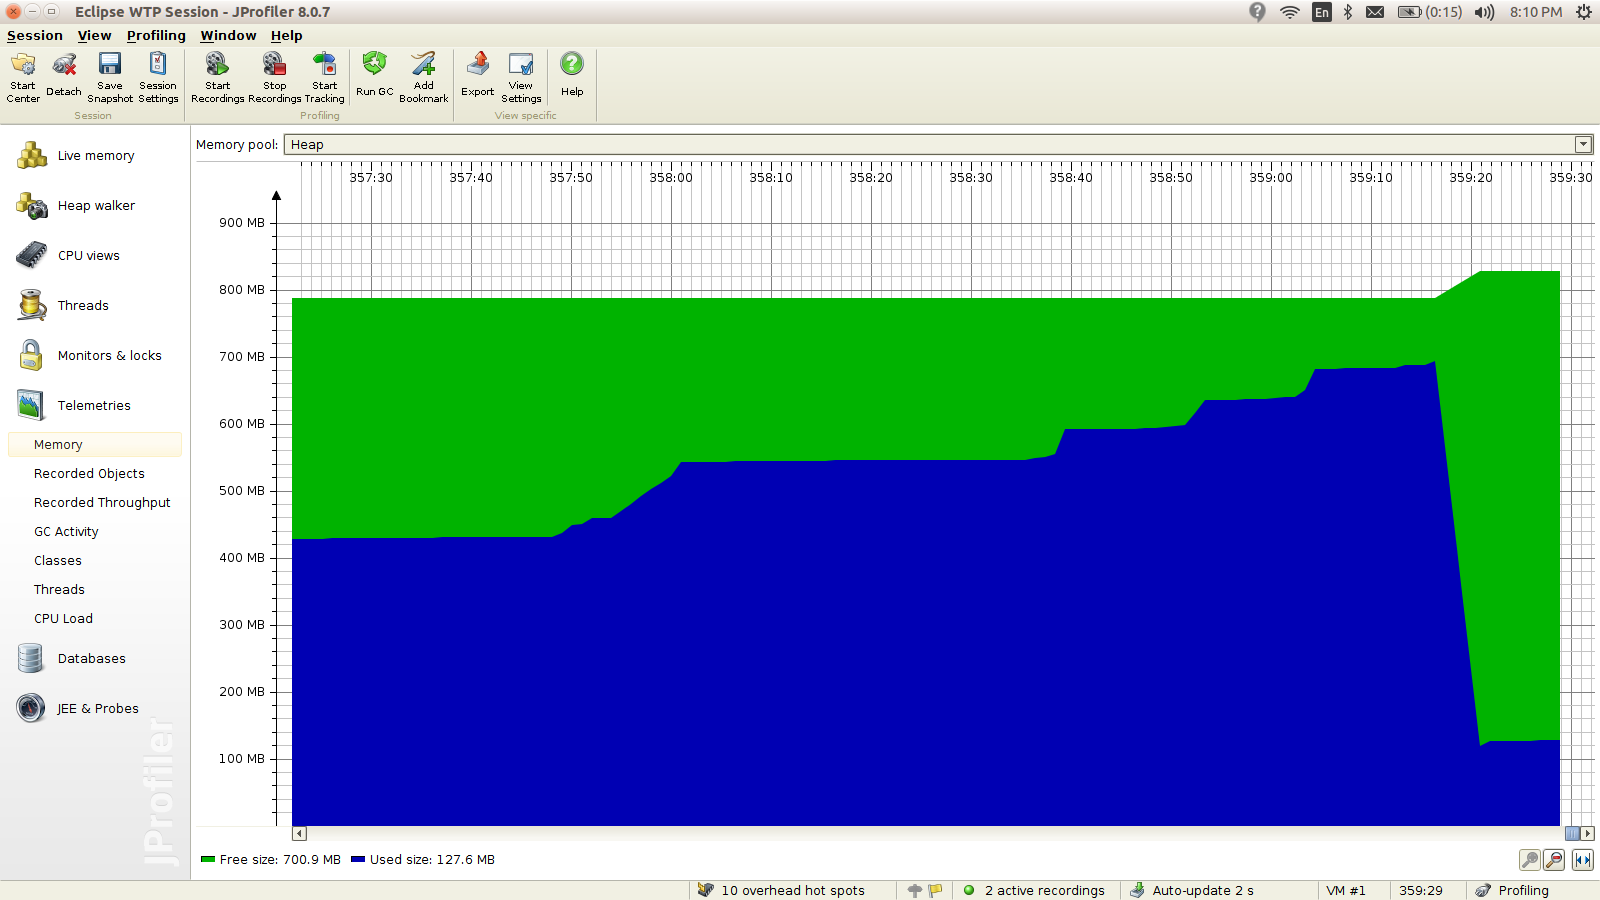 Eclipse WTP Session - JProfiler 8.0.7
En (0:15) 8:10 PM
Session View Profiling Window Help
Start Center Detach Save Snapshot Session Settings Start Recordings Stop Recordings Start Tracking Run GC Add Bookmark Export View Settings Help
Session Profiling View specific
Live memory
Heap walker
CPU views
Threads
Monitors & locks
Telemetries
Memory
Recorded Objects
Recorded Throughput
GC Activity
Classes
Threads
CPU Load
Databases
JEE & Probes
JProfiler
Memory pool: Heap
357:30 357:40 357:50 358:00 358:10 358:20 358:30 358:40 358:50 359:00 359:10 359:20 359:30
900 MB
800 MB
700 MB
600 MB
500 MB
400 MB
300 MB
200 MB
100 MB
Free size: 700.9 MB Used size: 127.6 MB
10 overhead hot spots 2 active recordings Auto-update 2 s VM #1 359:29 Profiling